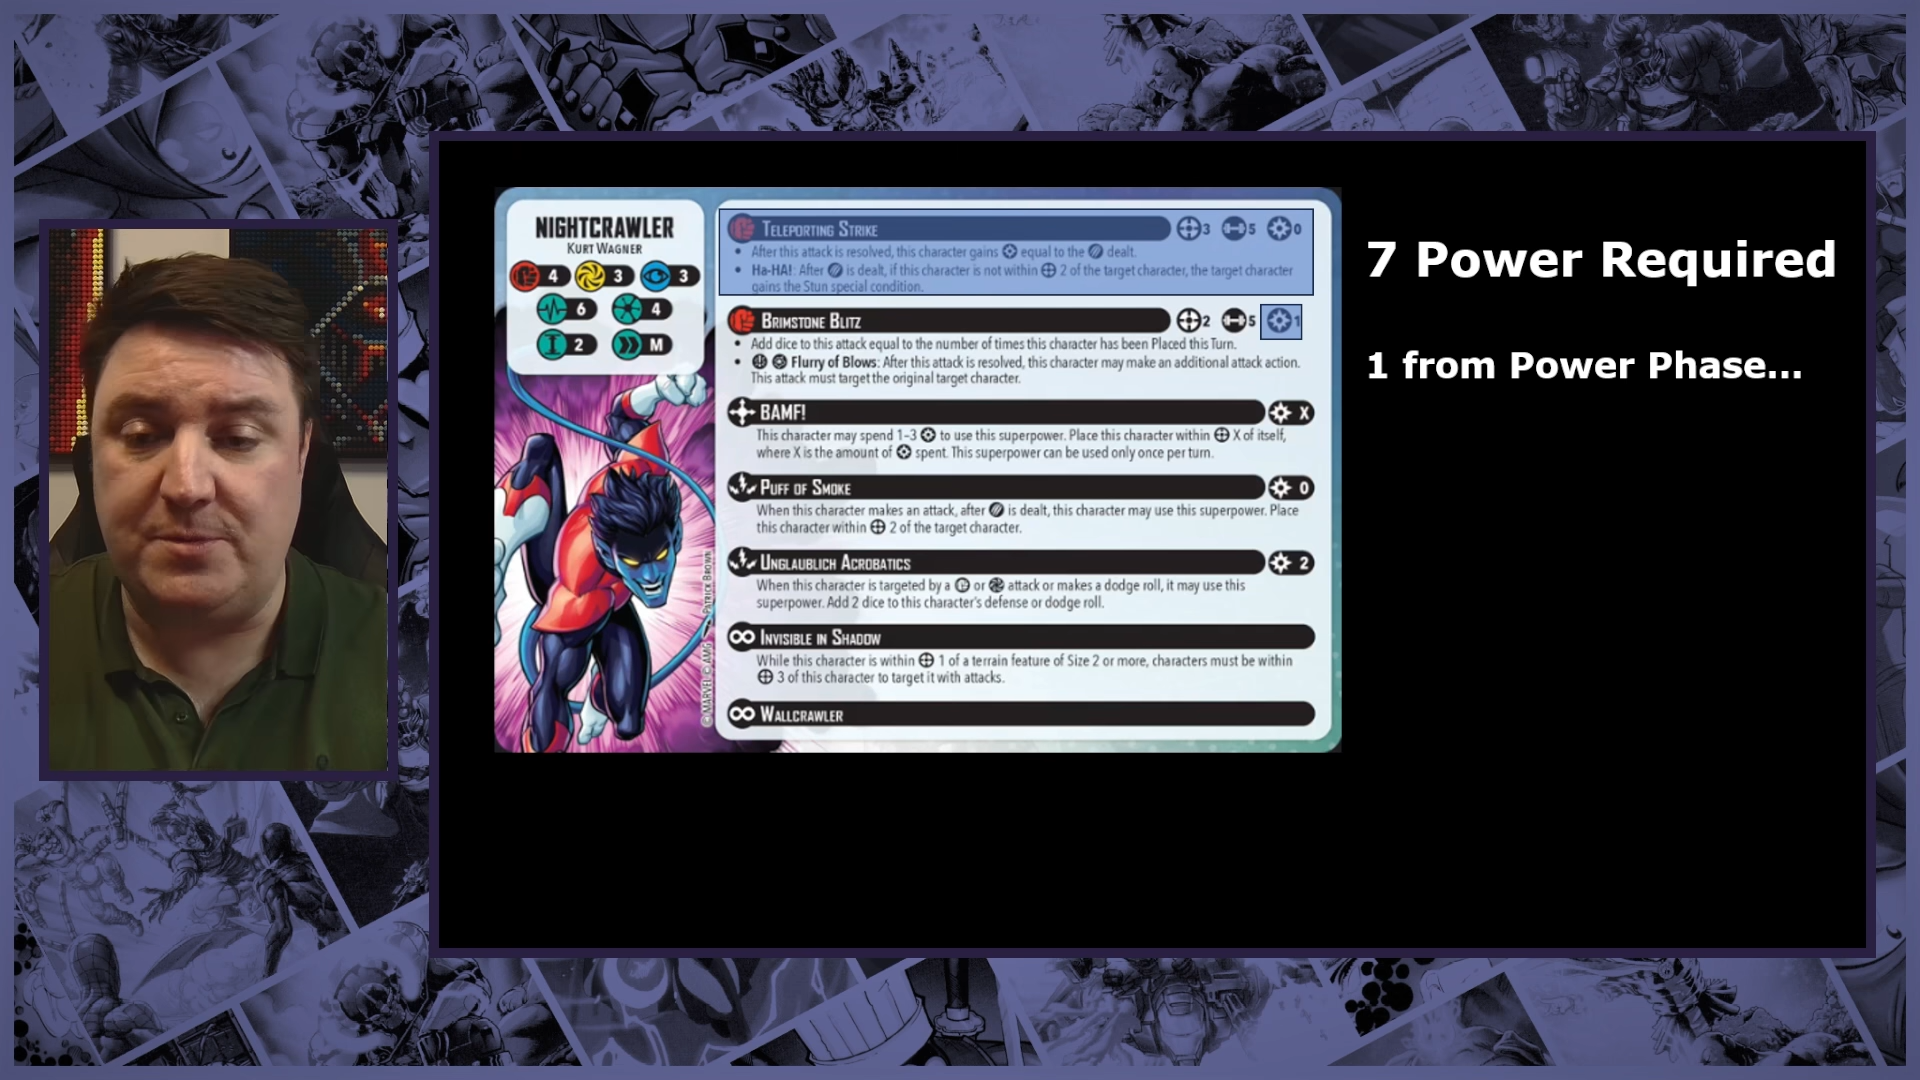 NIGHTCRAWLER
KURT WAGNER
4 3 3
6 4
2 M
TELEPORTING STRIKE 3 5 0
• After this attack is resolved, this character gains equal to the dealt.
• Ha-HA!: After is dealt, if this character is not within 2 of the target character, the target character
gains the Stun special condition.
BRIMSTONE BLITZ 2 5 1
• Add dice to this attack equal to the number of times this character has been Placed this Turn.
• Flurry of Blows: After this attack is resolved, this character may make an additional attack action.
This attack must target the original target character.
BAMF! X
This character may spend 1-3 to use this superpower. Place this character within X of itself,
where X is the amount of spent. This superpower can be used only once per turn.
PUFF OF SMOKE 0
When this character makes an attack, after is dealt, this character may use this superpower. Place
this character within 2 of the target character.
UNGLAUBLICH ACROBATICS 2
When this character is targeted by a or attack or makes a dodge roll, it may use this
superpower. Add 2 dice to this character's defense or dodge roll.
INVISIBLE IN SHADOW
While this character is within 1 of a terrain feature of Size 2 or more, characters must be within
3 of this character to target it with attacks.
WALLCRAWLER
© MARVEL © AMG PATRICK BROWN
7 Power Required
1 from Power Phase...